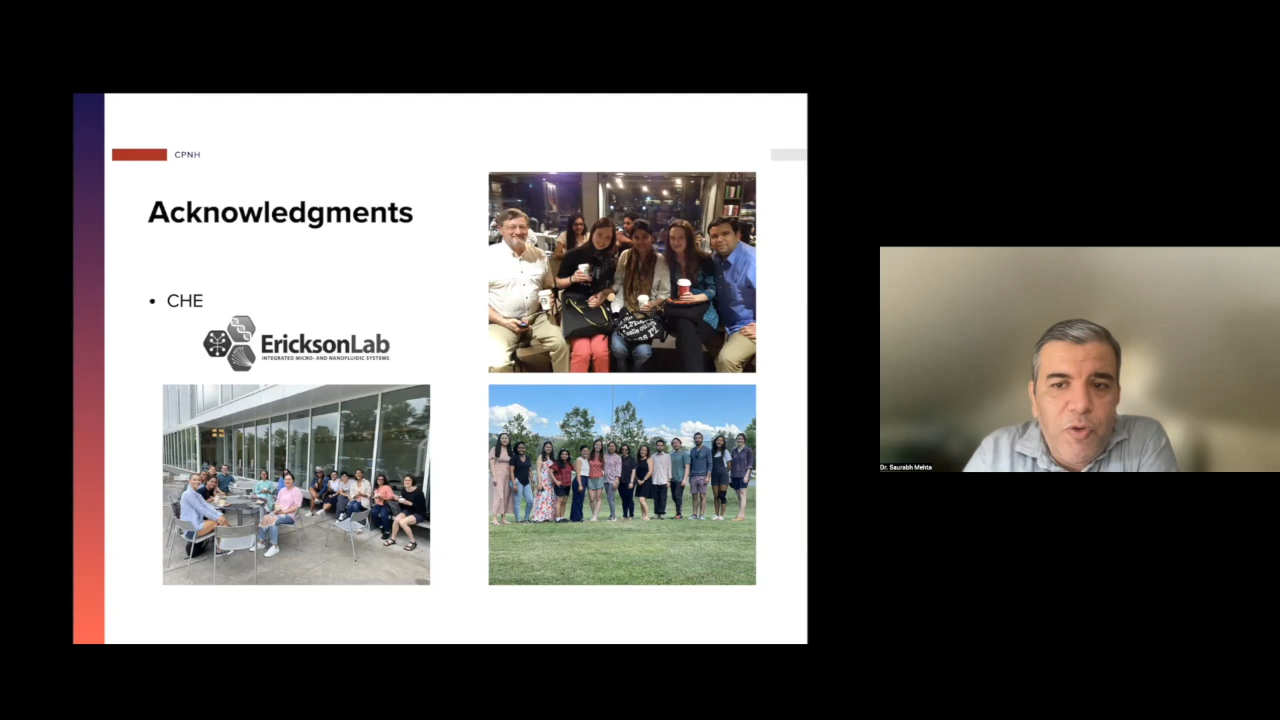 CPNH
Acknowledgments
• CHE
EricksonLab
INTEGRATED MICRO- AND NANOFLUIDIC SYSTEMS
Dr. Saurabh Mehta